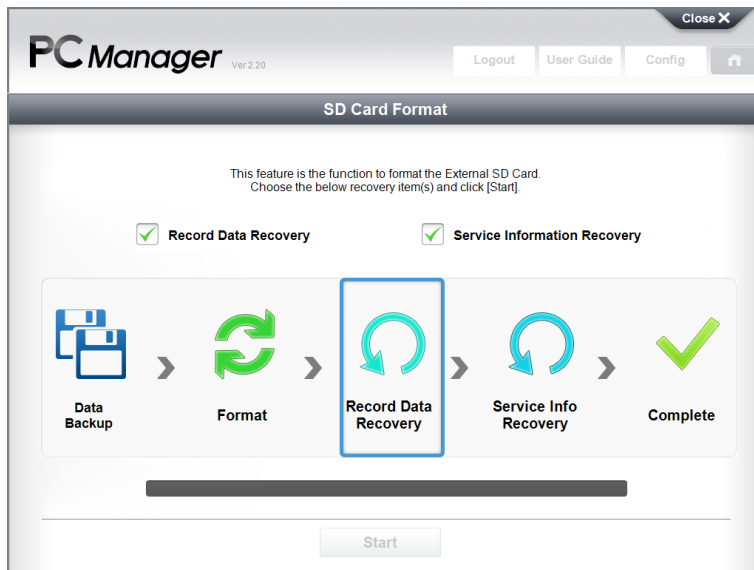 Close X
PC Manager Ver 2.20
Logout User Guide Config
SD Card Format
This feature is the function to format the External SD Card.
Choose the below recovery item(s) and click [Start].
Record Data Recovery Service Information Recovery
Data
Backup
Format
Record Data
Recovery
Service Info
Recovery
Complete
Start